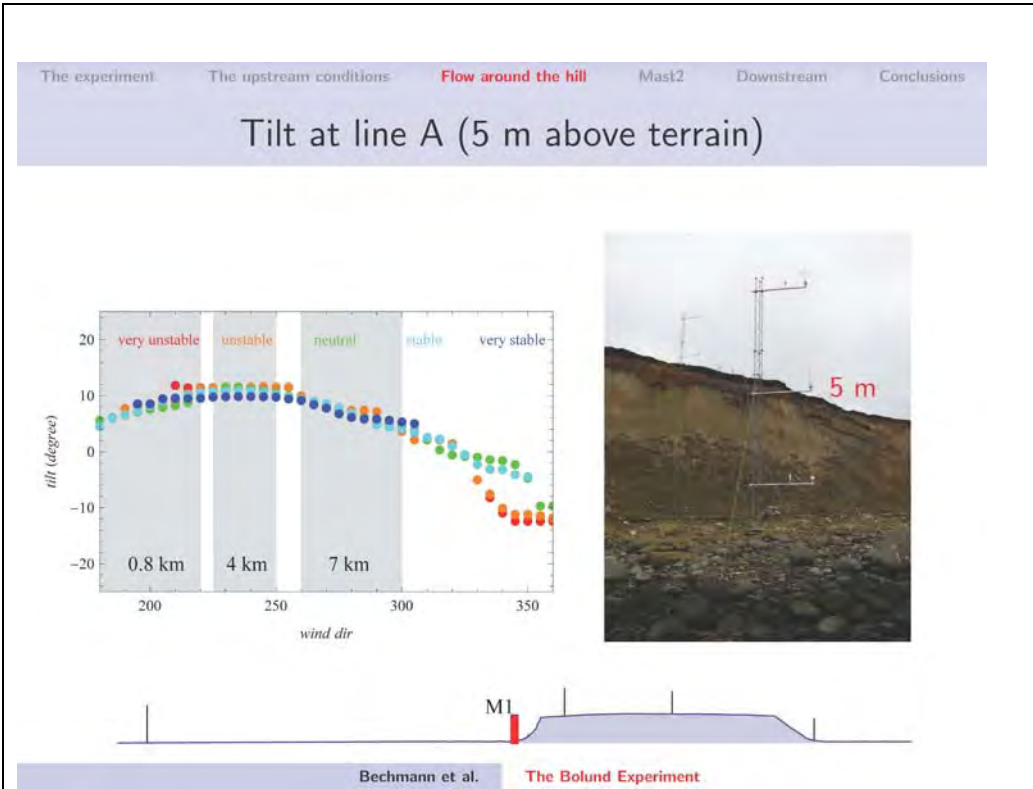 The experiment The upstream conditions Flow around the hill Mast2 Downstream Conclusions
Tilt at line A (5 m above terrain)
very unstable unstable neutral stable very stable
20
10
0
−10
−20
tilt (degree)
0.8 km 4 km 7 km
200 250 300 350
wind dir
5 m
M1
Bechmann et al. The Bolund Experiment